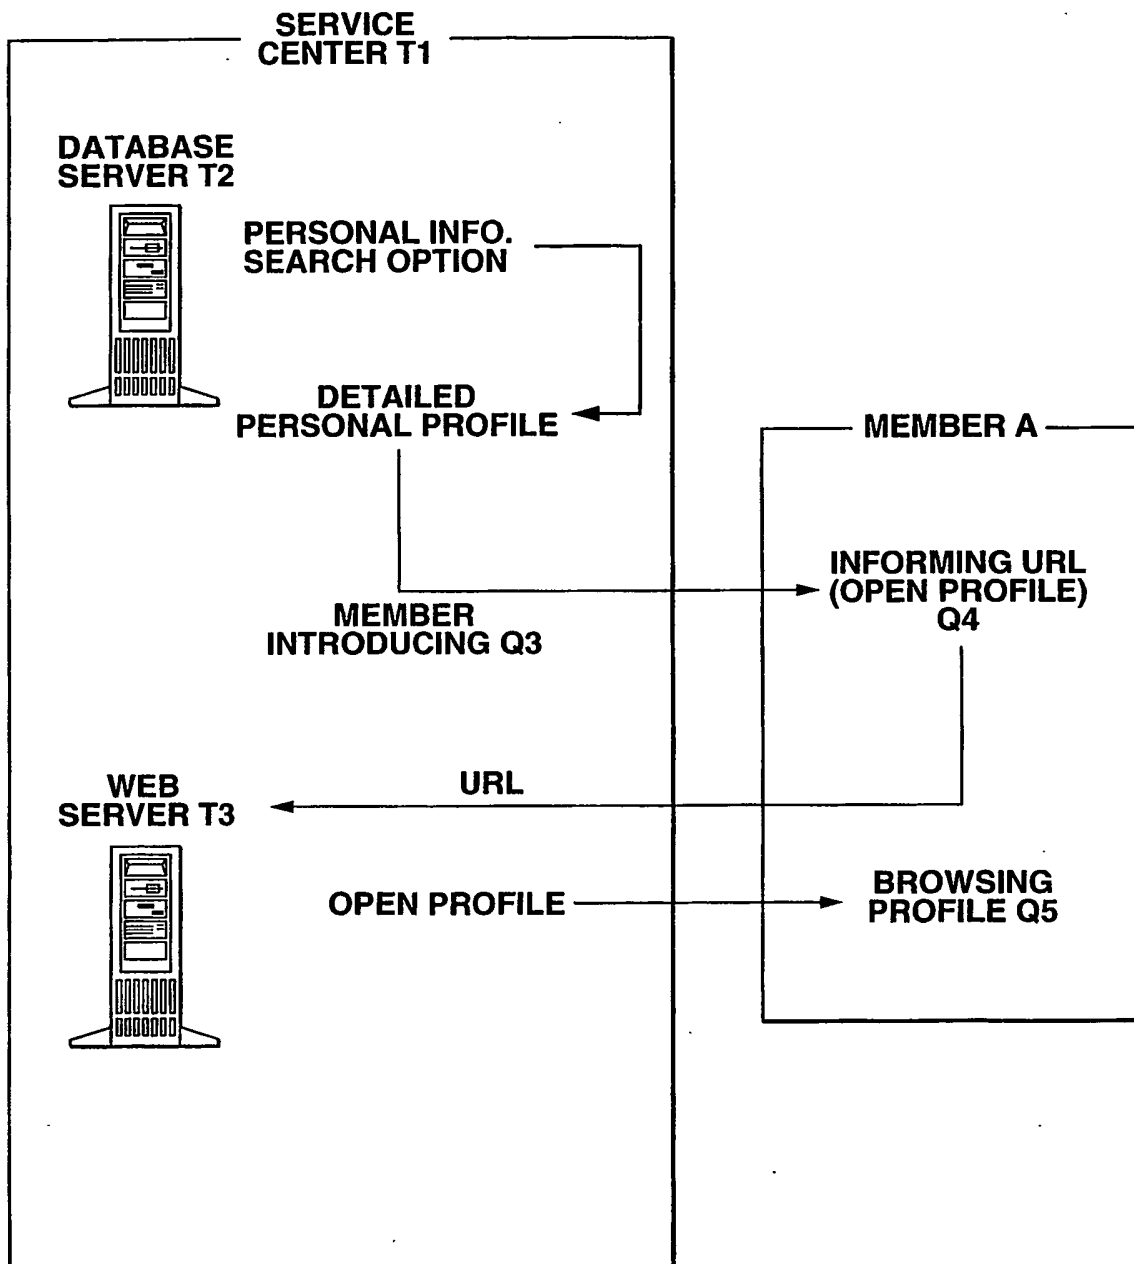 SERVICE
CENTER T1
DATABASE
SERVER T2
PERSONAL INFO.
SEARCH OPTION
DETAILED
PERSONAL PROFILE
MEMBER A
INFORMING URL
(OPEN PROFILE)
Q4
MEMBER
INTRODUCING Q3
WEB
SERVER T3
URL
OPEN PROFILE
BROWSING
PROFILE Q5